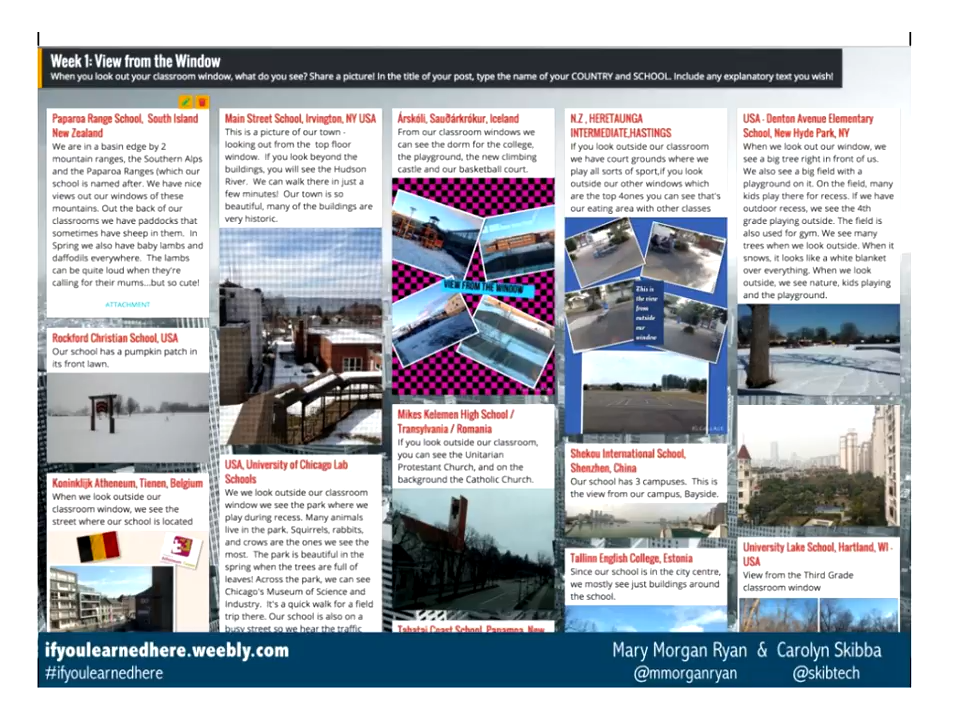 Week 1: View from the Window
When you look out your classroom window, what do you see? Share a picture! In the title of your post, type the name of your COUNTRY and SCHOOL. Include any explanatory text you wish!
Paparoa Range School, South Island
New Zealand
We are in a basin edge by 2
mountain ranges, the Southern Alps
and the Paparoa Ranges (which our
school is named after. We have nice
views out our windows of these
mountains. Out the back of our
classrooms we have paddocks that
sometimes have sheep in them. In
Spring we also have baby lambs and
daffodils everywhere. The lambs
can be quite loud when they're
calling for their mums...but so cute!
ATTACHMENT
Rockford Christian School, USA
Our school has a pumpkin patch in
its front lawn.
Koninklijk Atheneum, Tienen, Belgium
When we look outside our
classroom window, we see the
street where our school is located
Main Street School, Irvington, NY USA
This is a picture of our town -
looking out from the top floor
window. If you look beyond the
buildings, you will see the Hudson
River. We can walk there in just a
few minutes! Our town is so
beautiful, many of the buildings are
very historic.
USA, University of Chicago Lab
Schools
We we look outside our classroom
window we see the park where we
play during recess. Many animals
live in the park. Squirrels, rabbits,
and crows are the ones we see the
most. The park is beautiful in the
spring when the trees are full of
leaves! Across the park, we can see
Chicago's Museum of Science and
Industry. It's a quick walk for a field
trip there. Our school is also on a
busy street so we hear the traffic
Árskóli, Sauðárkrókur, Iceland
From our classroom windows we
can see the dorm for the college,
the playground, the new climbing
castle and our basketball court.
VIEW FROM THE WINDOW
Mikes Kelemen High School /
Transylvania / Romania
If you look outside our classroom,
you can see the Unitarian
Protestant Church, and on the
background the Catholic Church.
Tahatai Coast School, Papamoa, New
N.Z , HERETAUNGA
INTERMEDIATE,HASTINGS
If you look outside our classroom
we have court grounds where we
play all sorts of sport,if you look
outside our other windows which
are the top 4ones you can see that's
our eating area with other classes
This is
the view
from
outside
our
window
Shekou International School,
Shenzhen, China
Our school has 3 campuses. This is
the view from our campus, Bayside.
Tallinn English College, Estonia
Since our school is in the city centre,
we mostly see just buildings around
the school.
USA - Denton Avenue Elementary
School, New Hyde Park, NY
When we look out our window, we
see a big tree right in front of us.
We also see a big field with a
playground on it. On the field, many
kids play there for recess. If we have
outdoor recess, we see the 4th
grade playing outside. The field is
also used for gym. We see many
trees when we look outside. When it
snows, it looks like a white blanket
over everything. When we look
outside, we see nature, kids playing
and the playground.
University Lake School, Hartland, WI -
USA
View from the Third Grade
classroom window
ifyoulearnedhere.weebly.com
#ifyoulearnedhere
Mary Morgan Ryan & Carolyn Skibba
@mmorganryan @skibtech